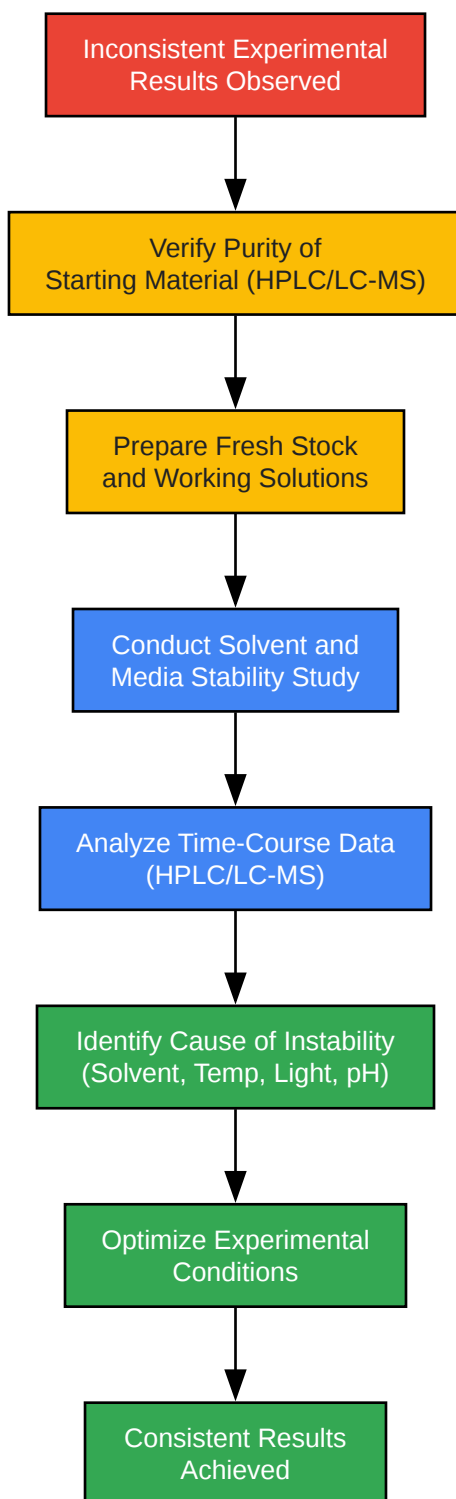 Inconsistent Experimental
Results Observed
Verify Purity of
Starting Material (HPLC/LC-MS)
Prepare Fresh Stock
and Working Solutions
Conduct Solvent and
Media Stability Study
Analyze Time-Course Data
(HPLC/LC-MS)
Identify Cause of Instability
(Solvent, Temp, Light, pH)
Optimize Experimental
Conditions
Consistent Results
Achieved